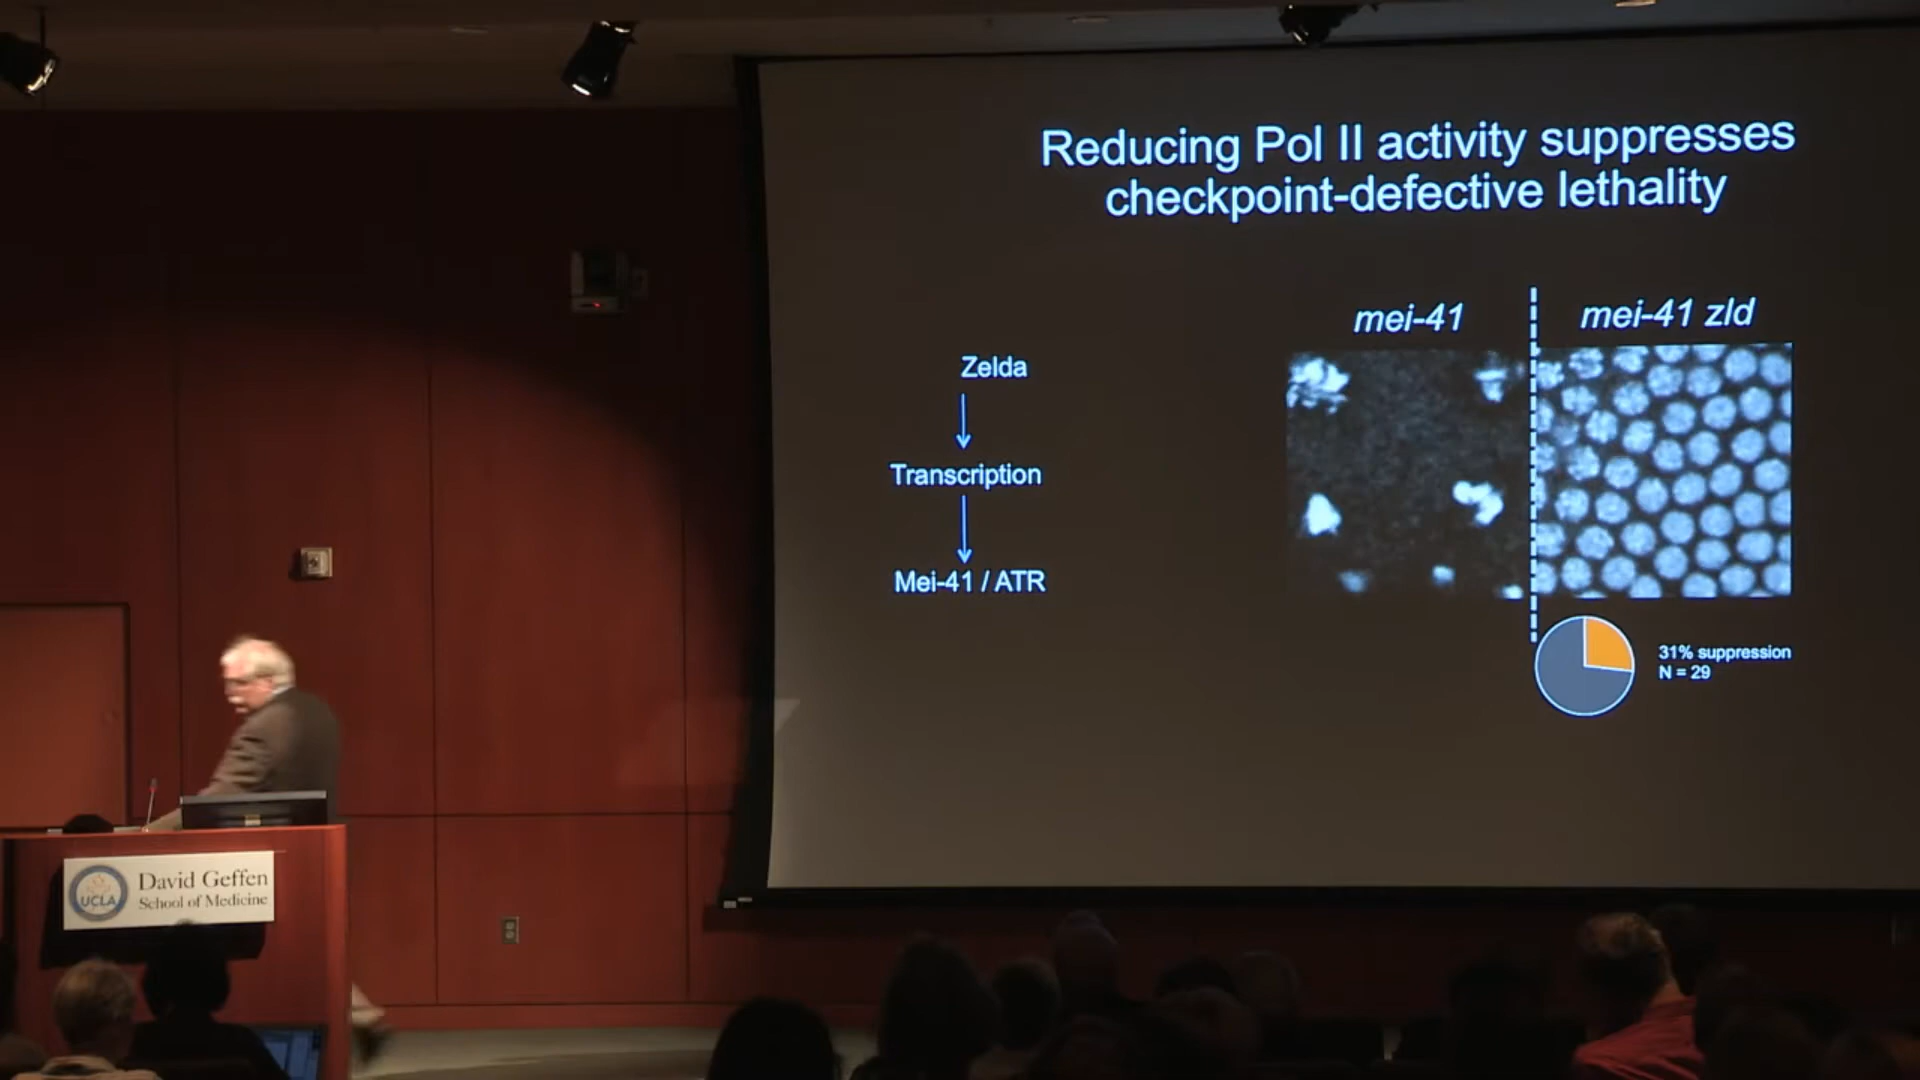 Reducing Pol II activity suppresses
checkpoint-defective lethality
mei-41
mei-41 zld
Zelda
Transcription
Mei-41 / ATR
31% suppression
N = 29
UCLA
David Geffen
School of Medicine